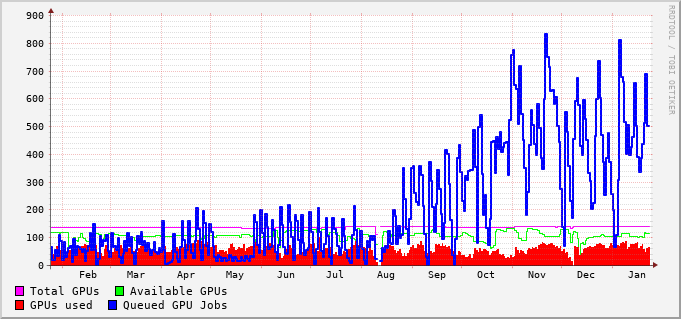 900
800
700
600
500
400
300
200
100
0
Feb Mar Apr May Jun Jul Aug Sep Oct Nov Dec Jan
Total GPUs Available GPUs
GPUs used Queued GPU Jobs
RRDTOOL / TOBI OETIKER